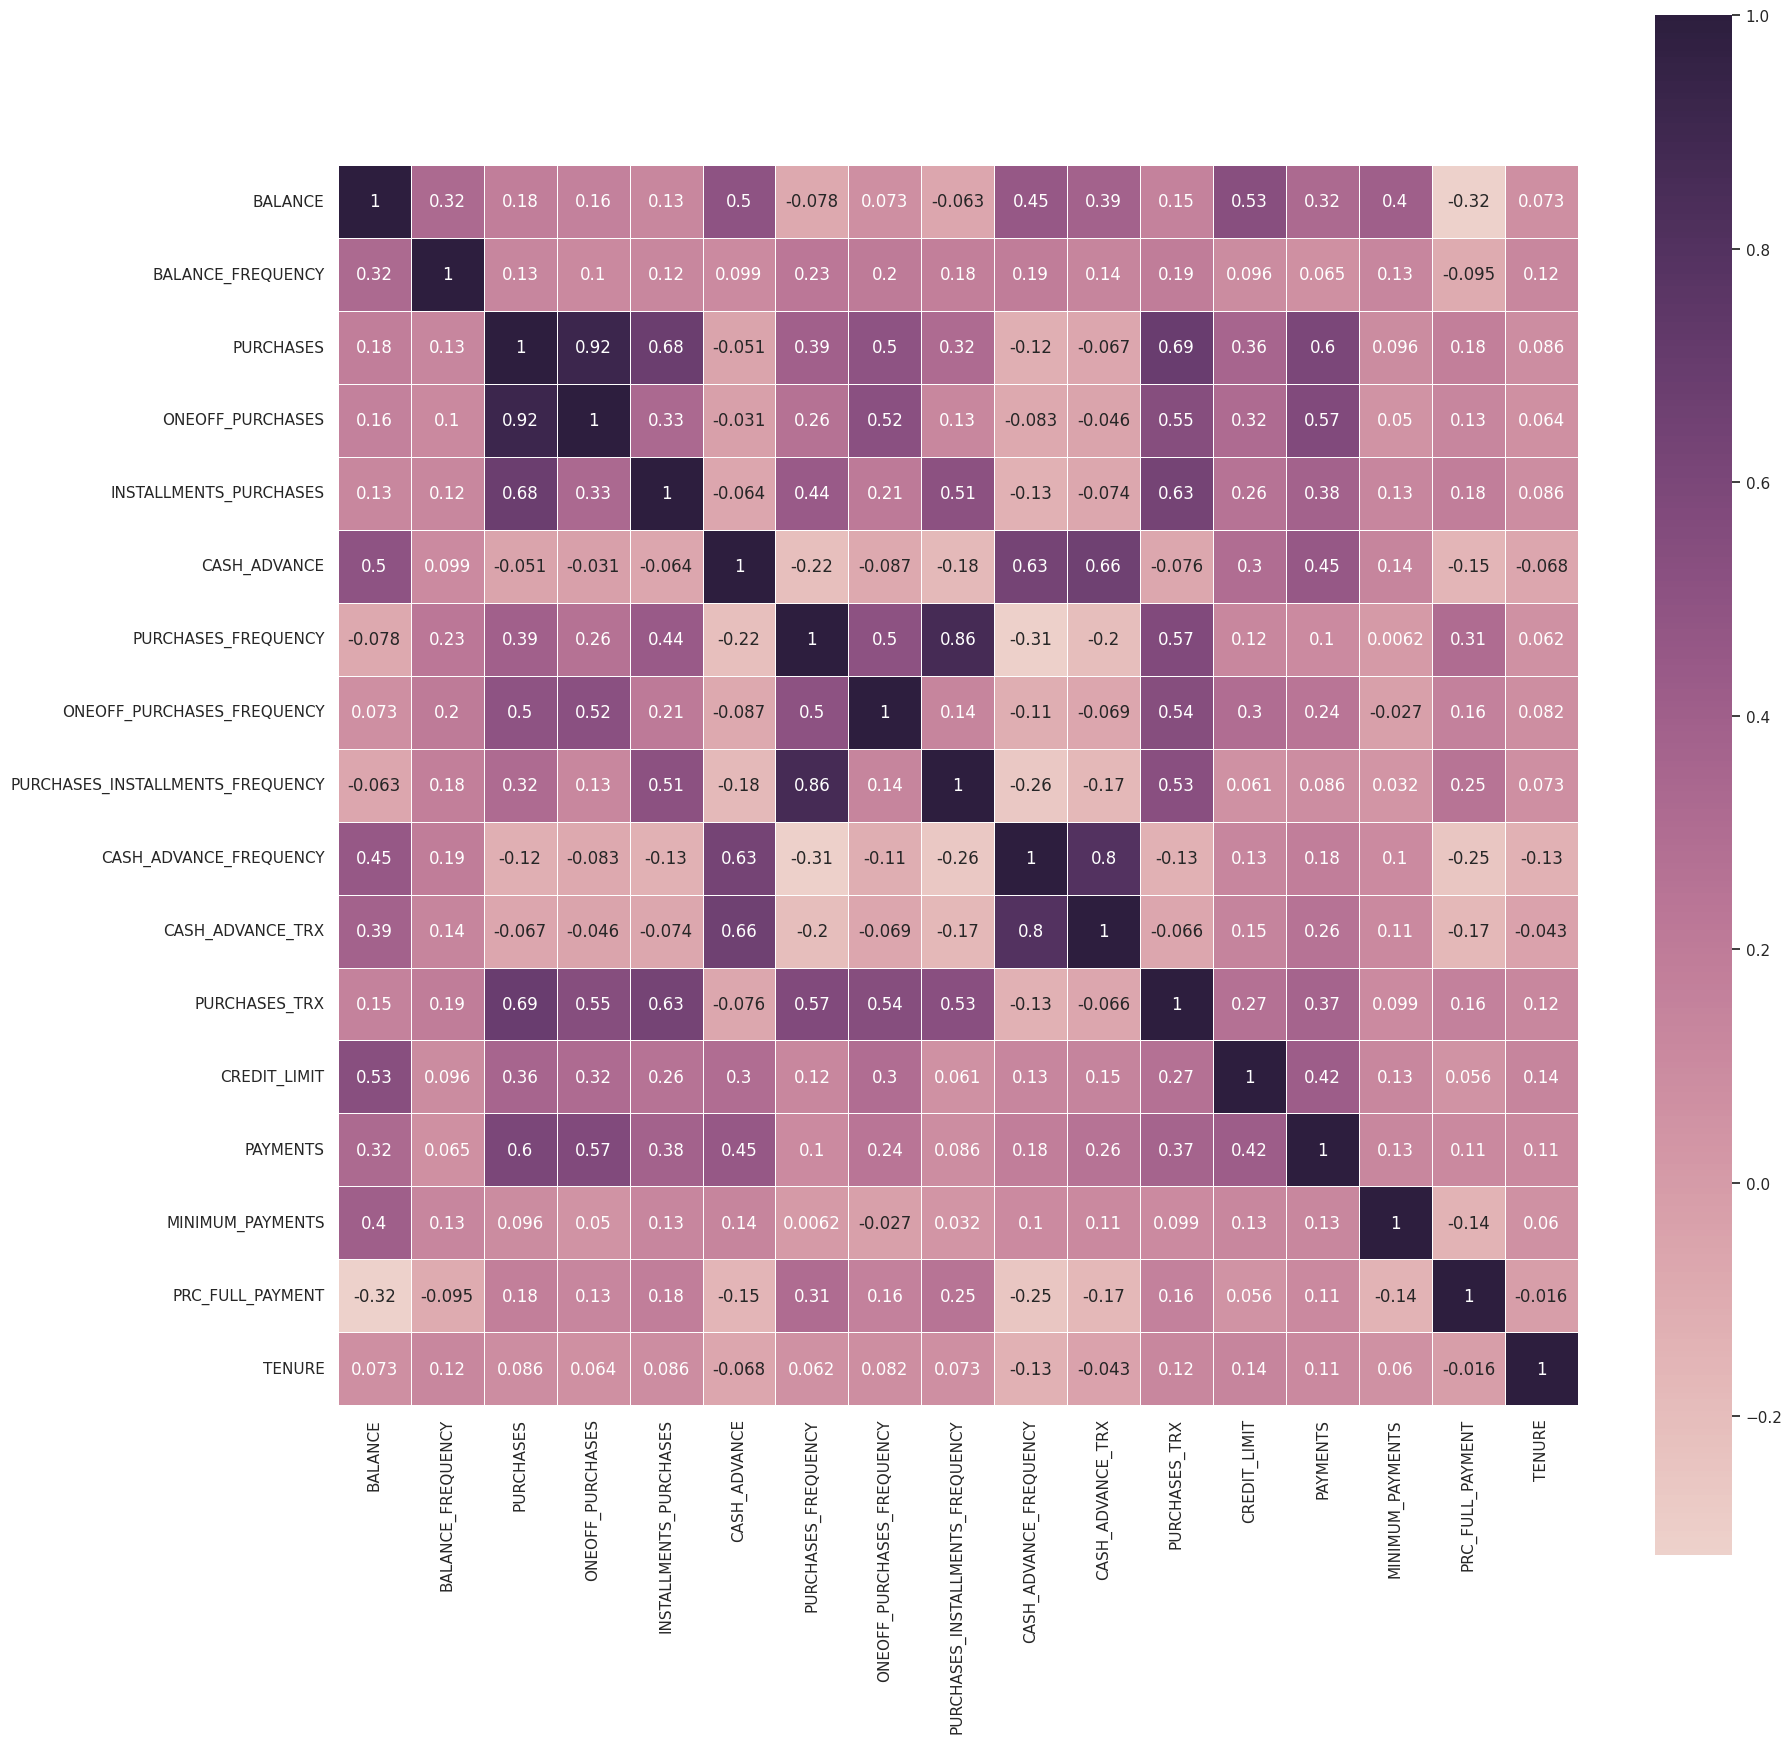 1.0
BALANCE 1 0.32 0.18 0.16 0.13 0.5 -0.078 0.073 -0.063 0.45 0.39 0.15 0.53 0.32 0.4 -0.32 0.073
0.8
BALANCE_FREQUENCY 0.32 1 0.13 0.1 0.12 0.099 0.23 0.2 0.18 0.19 0.14 0.19 0.096 0.065 0.13 -0.095 0.12
PURCHASES 0.18 0.13 1 0.92 0.68 -0.051 0.39 0.5 0.32 -0.12 -0.067 0.69 0.36 0.6 0.096 0.18 0.086
ONEOFF_PURCHASES 0.16 0.1 0.92 1 0.33 -0.031 0.26 0.52 0.13 -0.083 -0.046 0.55 0.32 0.57 0.05 0.13 0.064
0.6
INSTALLMENTS_PURCHASES 0.13 0.12 0.68 0.33 1 -0.064 0.44 0.21 0.51 -0.13 -0.074 0.63 0.26 0.38 0.13 0.18 0.086
CASH_ADVANCE 0.5 0.099 -0.051 -0.031 -0.064 1 -0.22 -0.087 -0.18 0.63 0.66 -0.076 0.3 0.45 0.14 -0.15 -0.068
PURCHASES_FREQUENCY -0.078 0.23 0.39 0.26 0.44 -0.22 1 0.5 0.86 -0.31 -0.2 0.57 0.12 0.1 0.0062 0.31 0.062
ONEOFF_PURCHASES_FREQUENCY 0.073 0.2 0.5 0.52 0.21 -0.087 0.5 1 0.14 -0.11 -0.069 0.54 0.3 0.24 -0.027 0.16 0.082
0.4
PURCHASES_INSTALLMENTS_FREQUENCY -0.063 0.18 0.32 0.13 0.51 -0.18 0.86 0.14 1 -0.26 -0.17 0.53 0.061 0.086 0.032 0.25 0.073
CASH_ADVANCE_FREQUENCY 0.45 0.19 -0.12 -0.083 -0.13 0.63 -0.31 -0.11 -0.26 1 0.8 -0.13 0.13 0.18 0.1 -0.25 -0.13
CASH_ADVANCE_TRX 0.39 0.14 -0.067 -0.046 -0.074 0.66 -0.2 -0.069 -0.17 0.8 1 -0.066 0.15 0.26 0.11 -0.17 -0.043
0.2
PURCHASES_TRX 0.15 0.19 0.69 0.55 0.63 -0.076 0.57 0.54 0.53 -0.13 -0.066 1 0.27 0.37 0.099 0.16 0.12
CREDIT_LIMIT 0.53 0.096 0.36 0.32 0.26 0.3 0.12 0.3 0.061 0.13 0.15 0.27 1 0.42 0.13 0.056 0.14
PAYMENTS 0.32 0.065 0.6 0.57 0.38 0.45 0.1 0.24 0.086 0.18 0.26 0.37 0.42 1 0.13 0.11 0.11
0.0
MINIMUM_PAYMENTS 0.4 0.13 0.096 0.05 0.13 0.14 0.0062 -0.027 0.032 0.1 0.11 0.099 0.13 0.13 1 -0.14 0.06
PRC_FULL_PAYMENT -0.32 -0.095 0.18 0.13 0.18 -0.15 0.31 0.16 0.25 -0.25 -0.17 0.16 0.056 0.11 -0.14 1 -0.016
TENURE 0.073 0.12 0.086 0.064 0.086 -0.068 0.062 0.082 0.073 -0.13 -0.043 0.12 0.14 0.11 0.06 -0.016 1
−0.2
BALANCE
BALANCE_FREQUENCY
PURCHASES
ONEOFF_PURCHASES
INSTALLMENTS_PURCHASES
CASH_ADVANCE
PURCHASES_FREQUENCY
ONEOFF_PURCHASES_FREQUENCY
PURCHASES_INSTALLMENTS_FREQUENCY
CASH_ADVANCE_FREQUENCY
CASH_ADVANCE_TRX
PURCHASES_TRX
CREDIT_LIMIT
PAYMENTS
MINIMUM_PAYMENTS
PRC_FULL_PAYMENT
TENURE